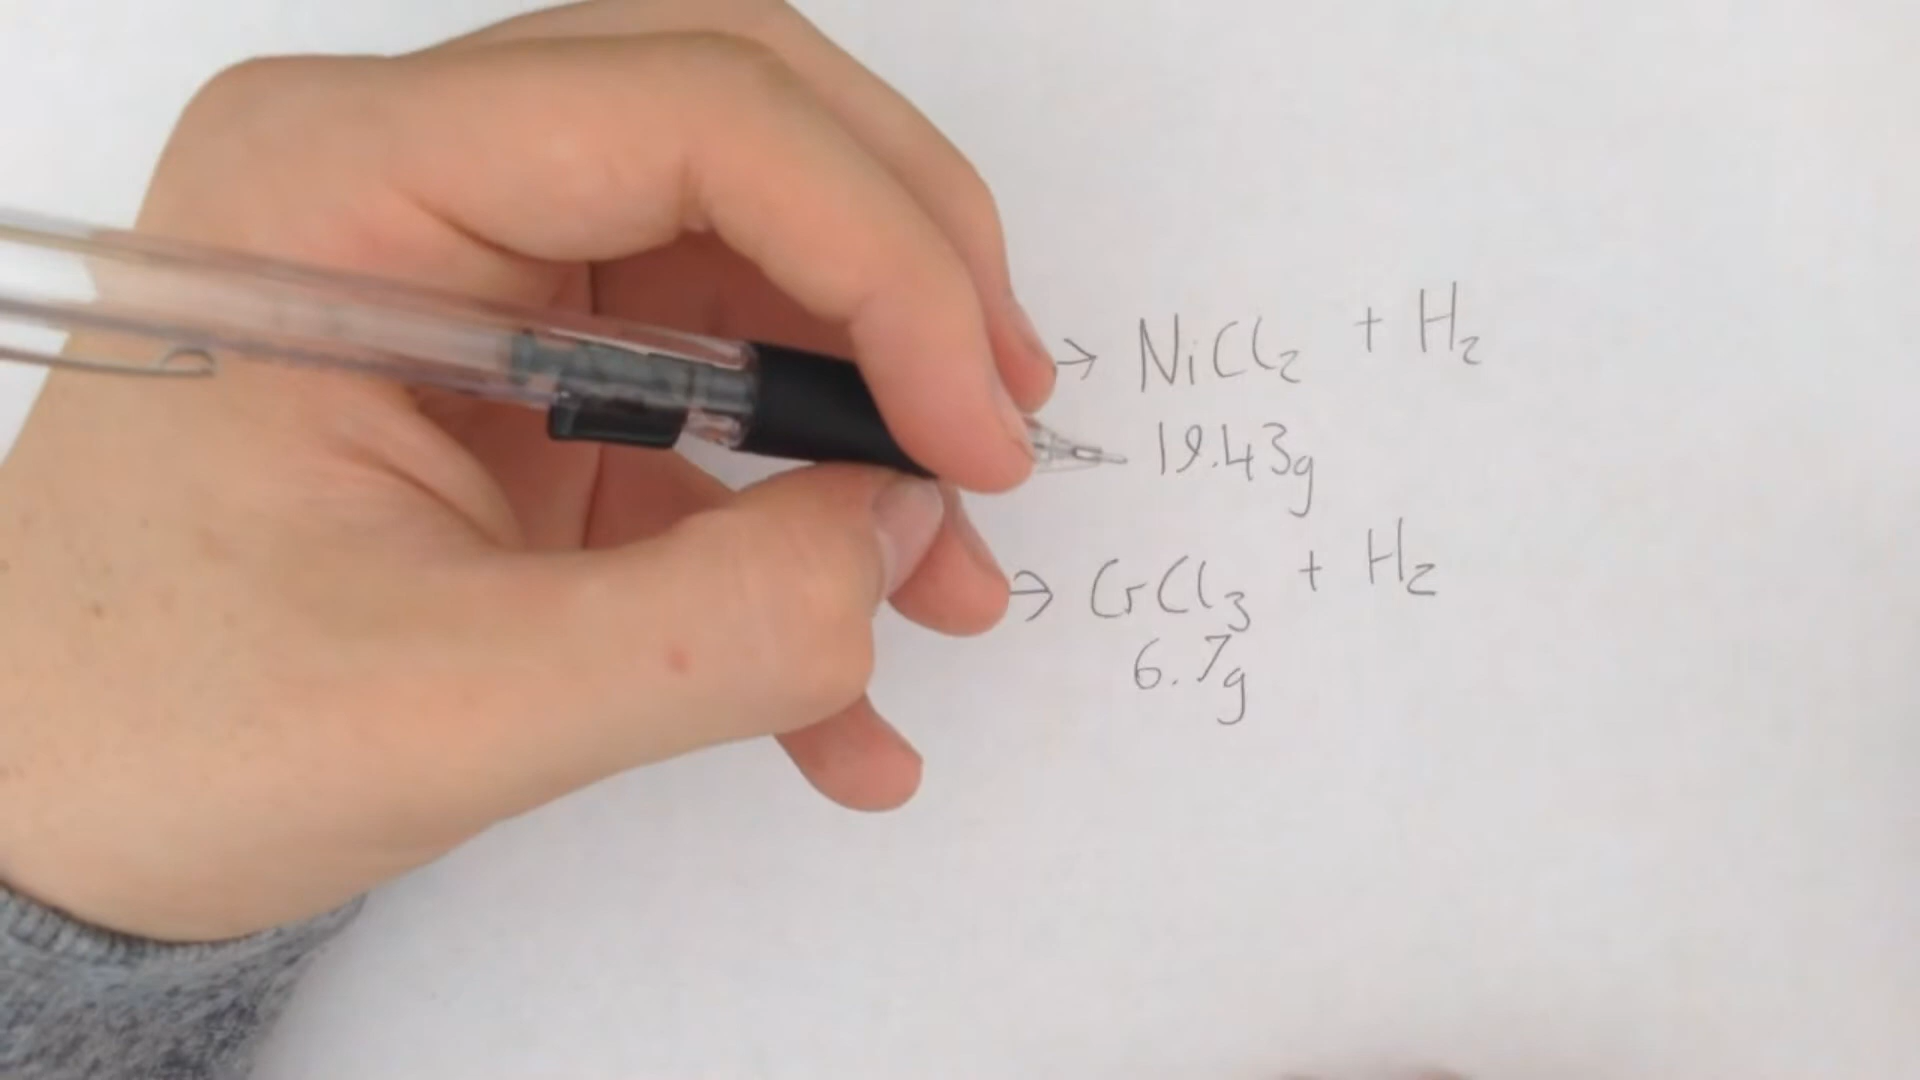 → NiCl₂ + H₂
19.43g
→ CrCl₃ + H₂
6.7g